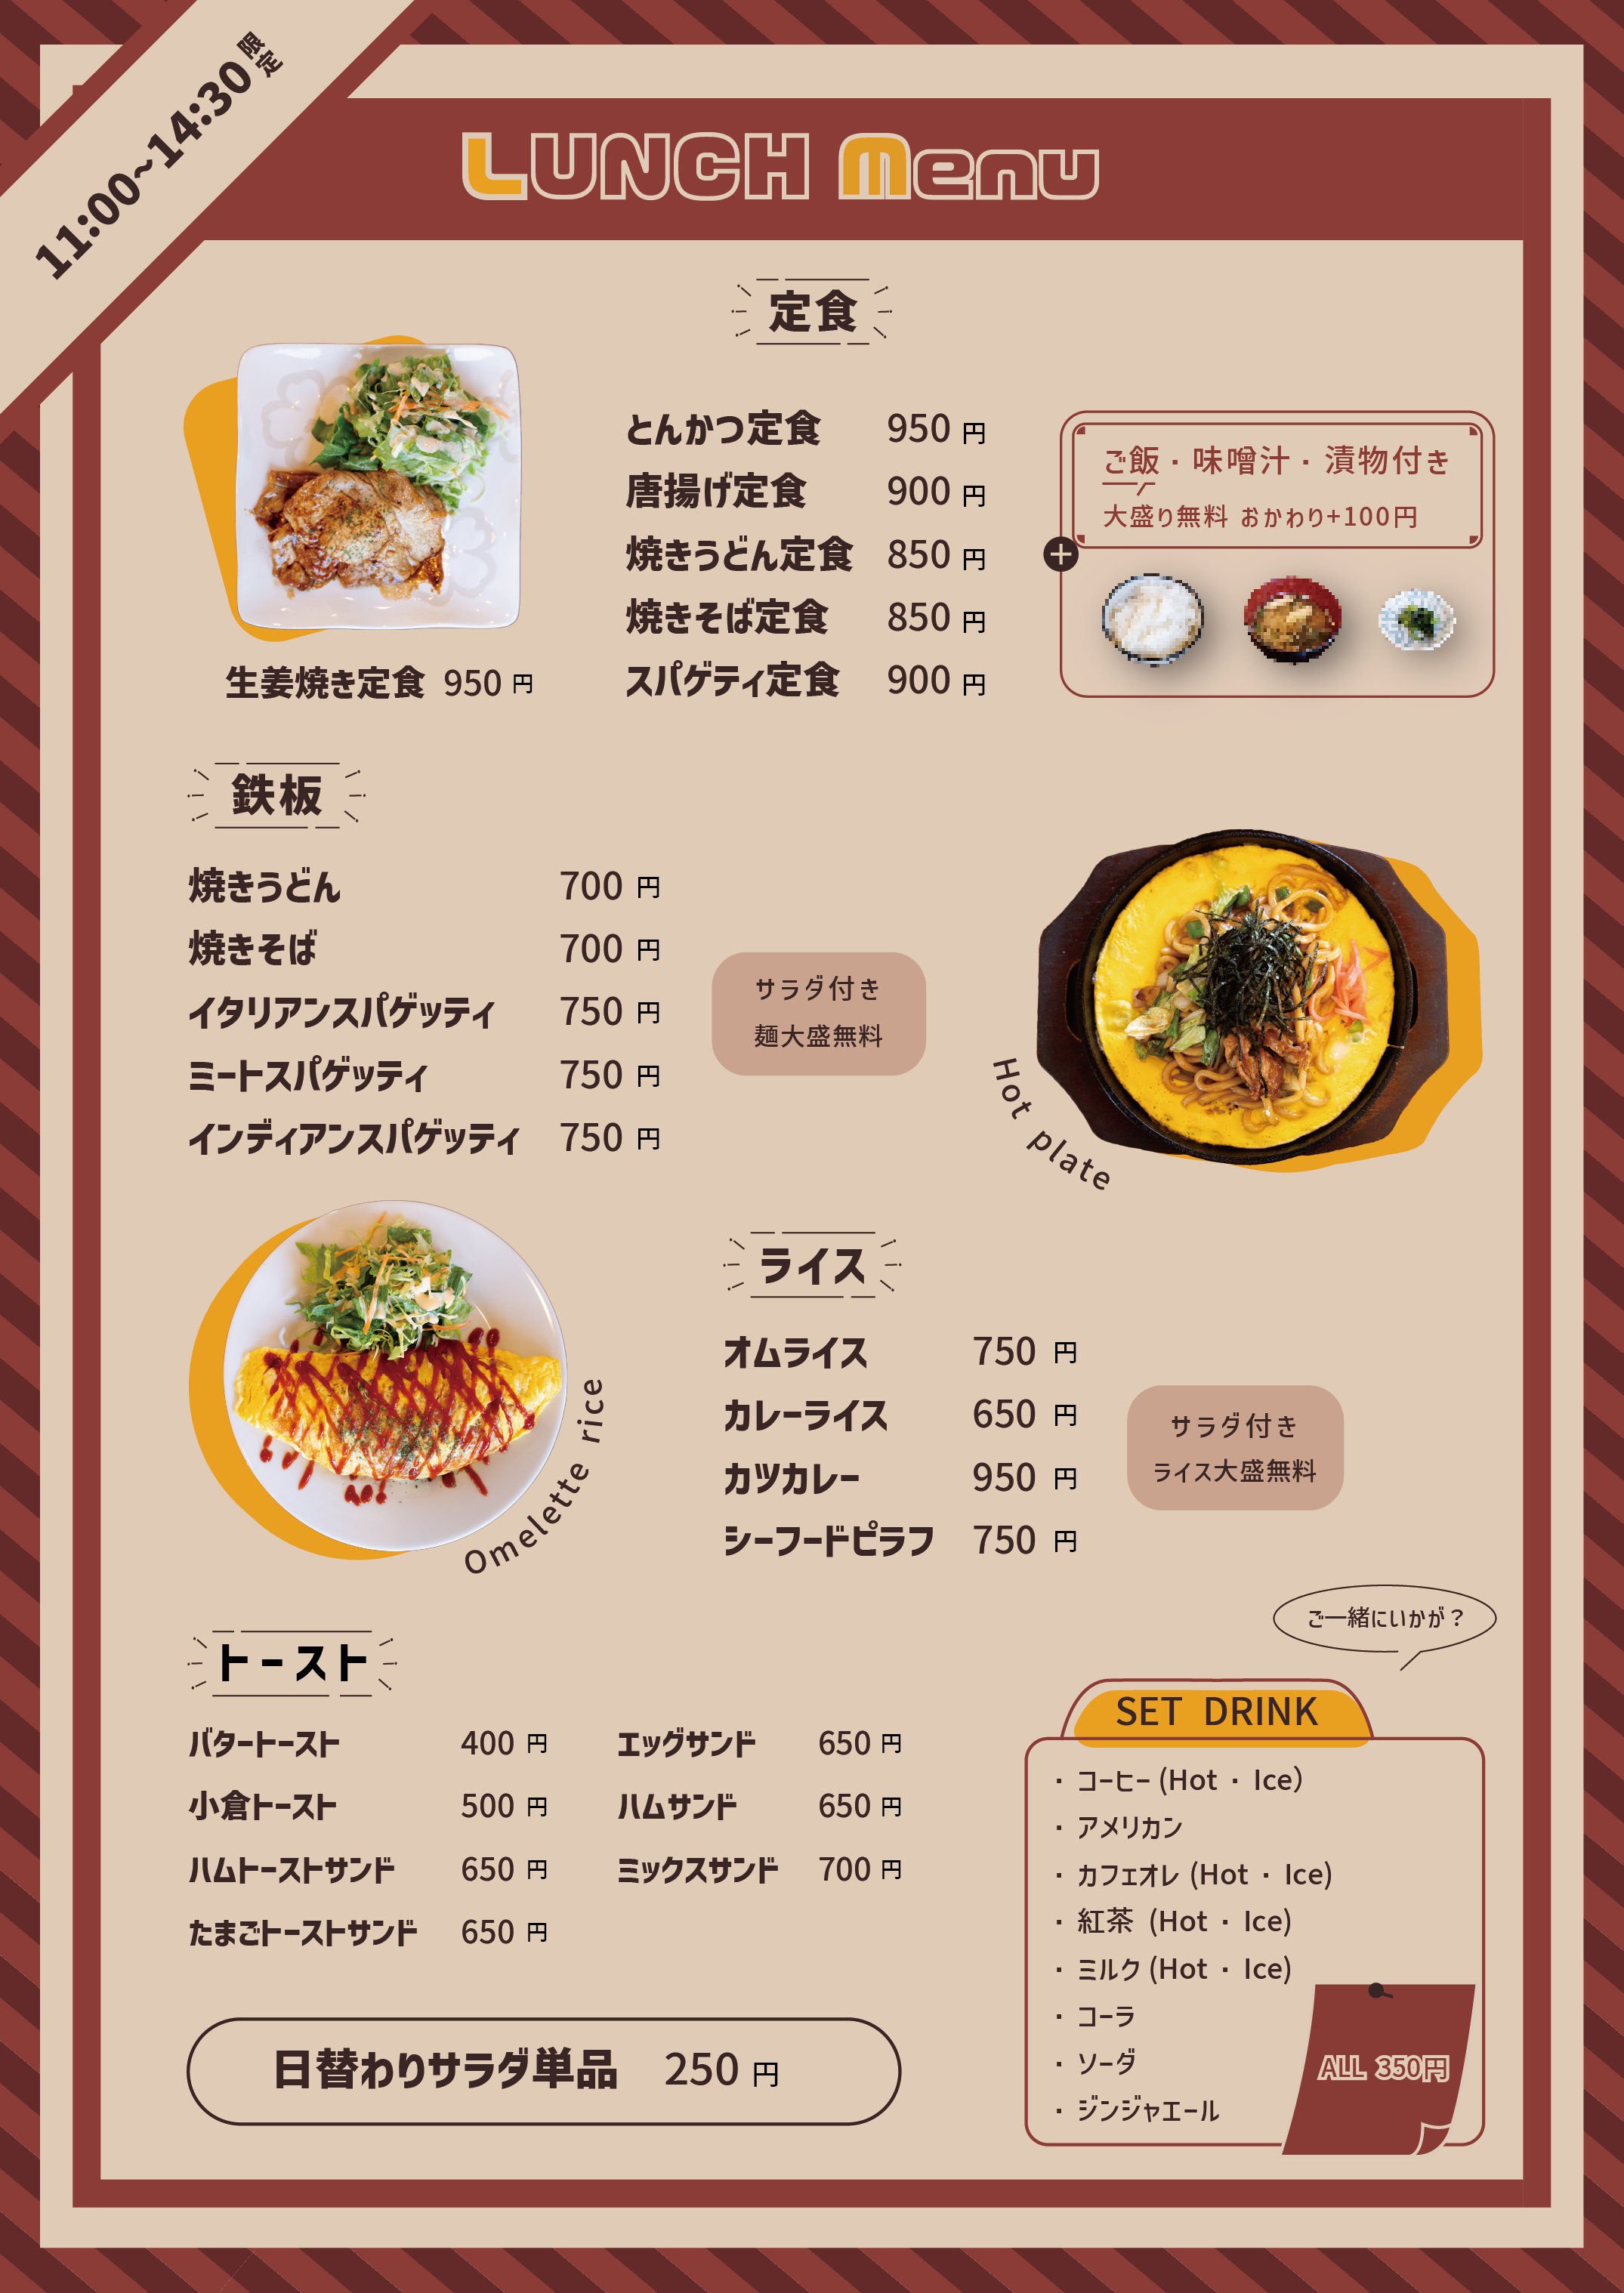 11:00~14:30 限定
LUNCH Menu
定食
生姜焼き定食 950 円
とんかつ定食 950 円
唐揚げ定食 900 円
焼きうどん定食 850 円
焼きそば定食 850 円
スパゲティ定食 900 円
ご飯・味噌汁・漬物付き
大盛り無料 おかわり+100円
+
鉄板
焼きうどん 700 円
焼きそば 700 円
イタリアンスパゲッティ 750 円
ミートスパゲッティ 750 円
インディアンスパゲッティ 750 円
サラダ付き
麺大盛無料
Hot plate
Omelette rice
ライス
オムライス 750 円
カレーライス 650 円
カツカレー 950 円
シーフードピラフ 750 円
サラダ付き
ライス大盛無料
トースト
バタートースト 400 円
小倉トースト 500 円
ハムトーストサンド 650 円
たまごトーストサンド 650 円
エッグサンド 650 円
ハムサンド 650 円
ミックスサンド 700 円
日替わりサラダ単品 250 円
ご一緒にいかが？
SET DRINK
・コーヒー (Hot ・ Ice)
・アメリカン
・カフェオレ (Hot ・ Ice)
・紅茶 (Hot ・ Ice)
・ミルク (Hot ・ Ice)
・コーラ
・ソーダ
・ジンジャエール
ALL 350円